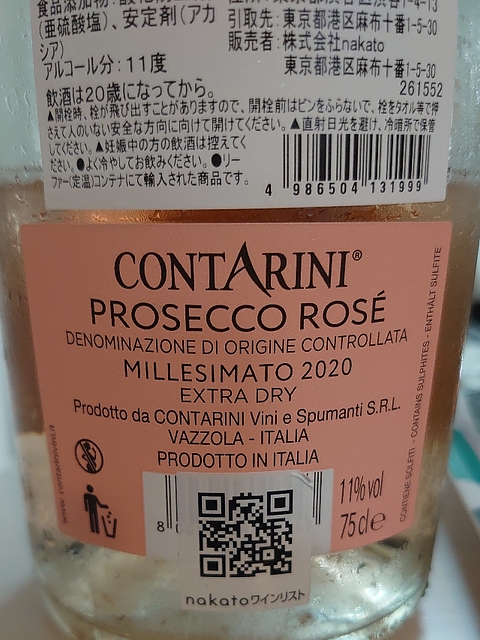 (亜硫酸塩)、安定剤(アカ
シア)
アルコール分:11度
引取先:東京都港区麻布十番1-5-30
販売者:株式会社nakato
東京都港区麻布十番1-5-30
261552
飲酒は20歳になってから。
▲開栓時、栓が飛び出すことがありますので、開栓前はビンをふらないで、栓をタオル等で押
さえて人のいない安全な方向に向けて開けてください。▲直射日光を避け、冷暗所で保管
してください。▲妊娠中の方の飲酒は控えてく
ださい。●よく冷やしてお飲みください。●リー
ファー(定温)コンテナにて輸入された商品です。
4 986504 131999
CONTARINI®
PROSECCO ROSÉ
DENOMINAZIONE DI ORIGINE CONTROLLATA
MILLESIMATO 2020
EXTRA DRY
Prodotto da CONTARINI Vini e Spumanti S.R.L.
VAZZOLA - ITALIA
PRODOTTO IN ITALIA
11% vol
75 cl e
8
CONTIENE SOLFITI - CONTAINS SULPHITES - ENTHÄLT SULFITE
nakatoワインリスト